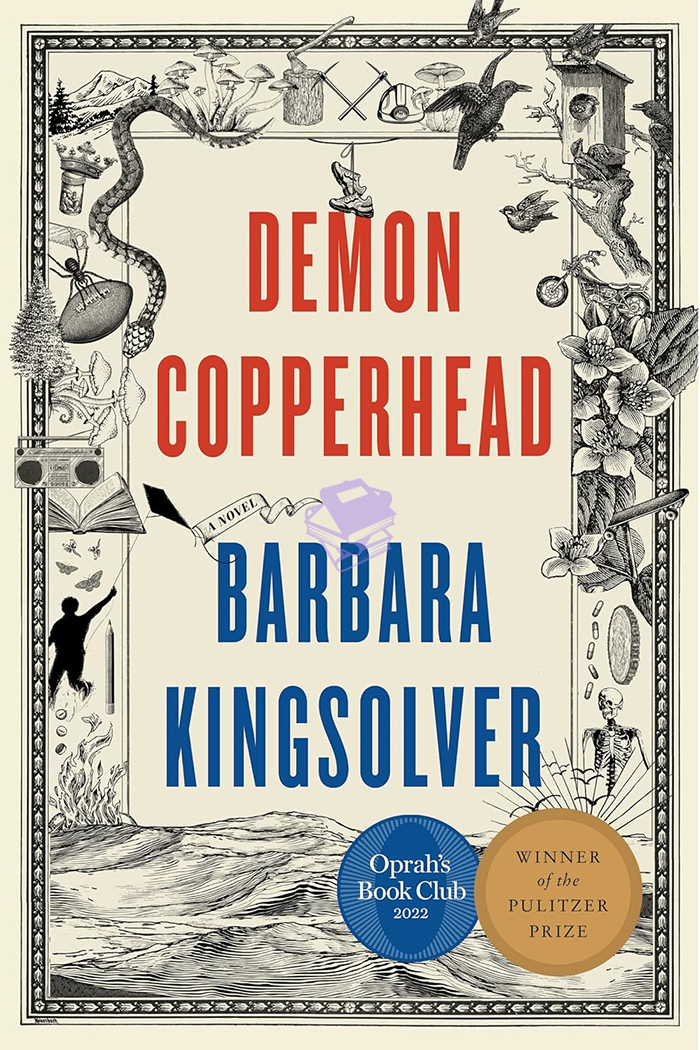 DEMON
COPPERHEAD
A NOVEL
BARBARA
KINGSOLVER
Oprah's
Book Club
2022
WINNER
of the
PULITZER
PRIZE